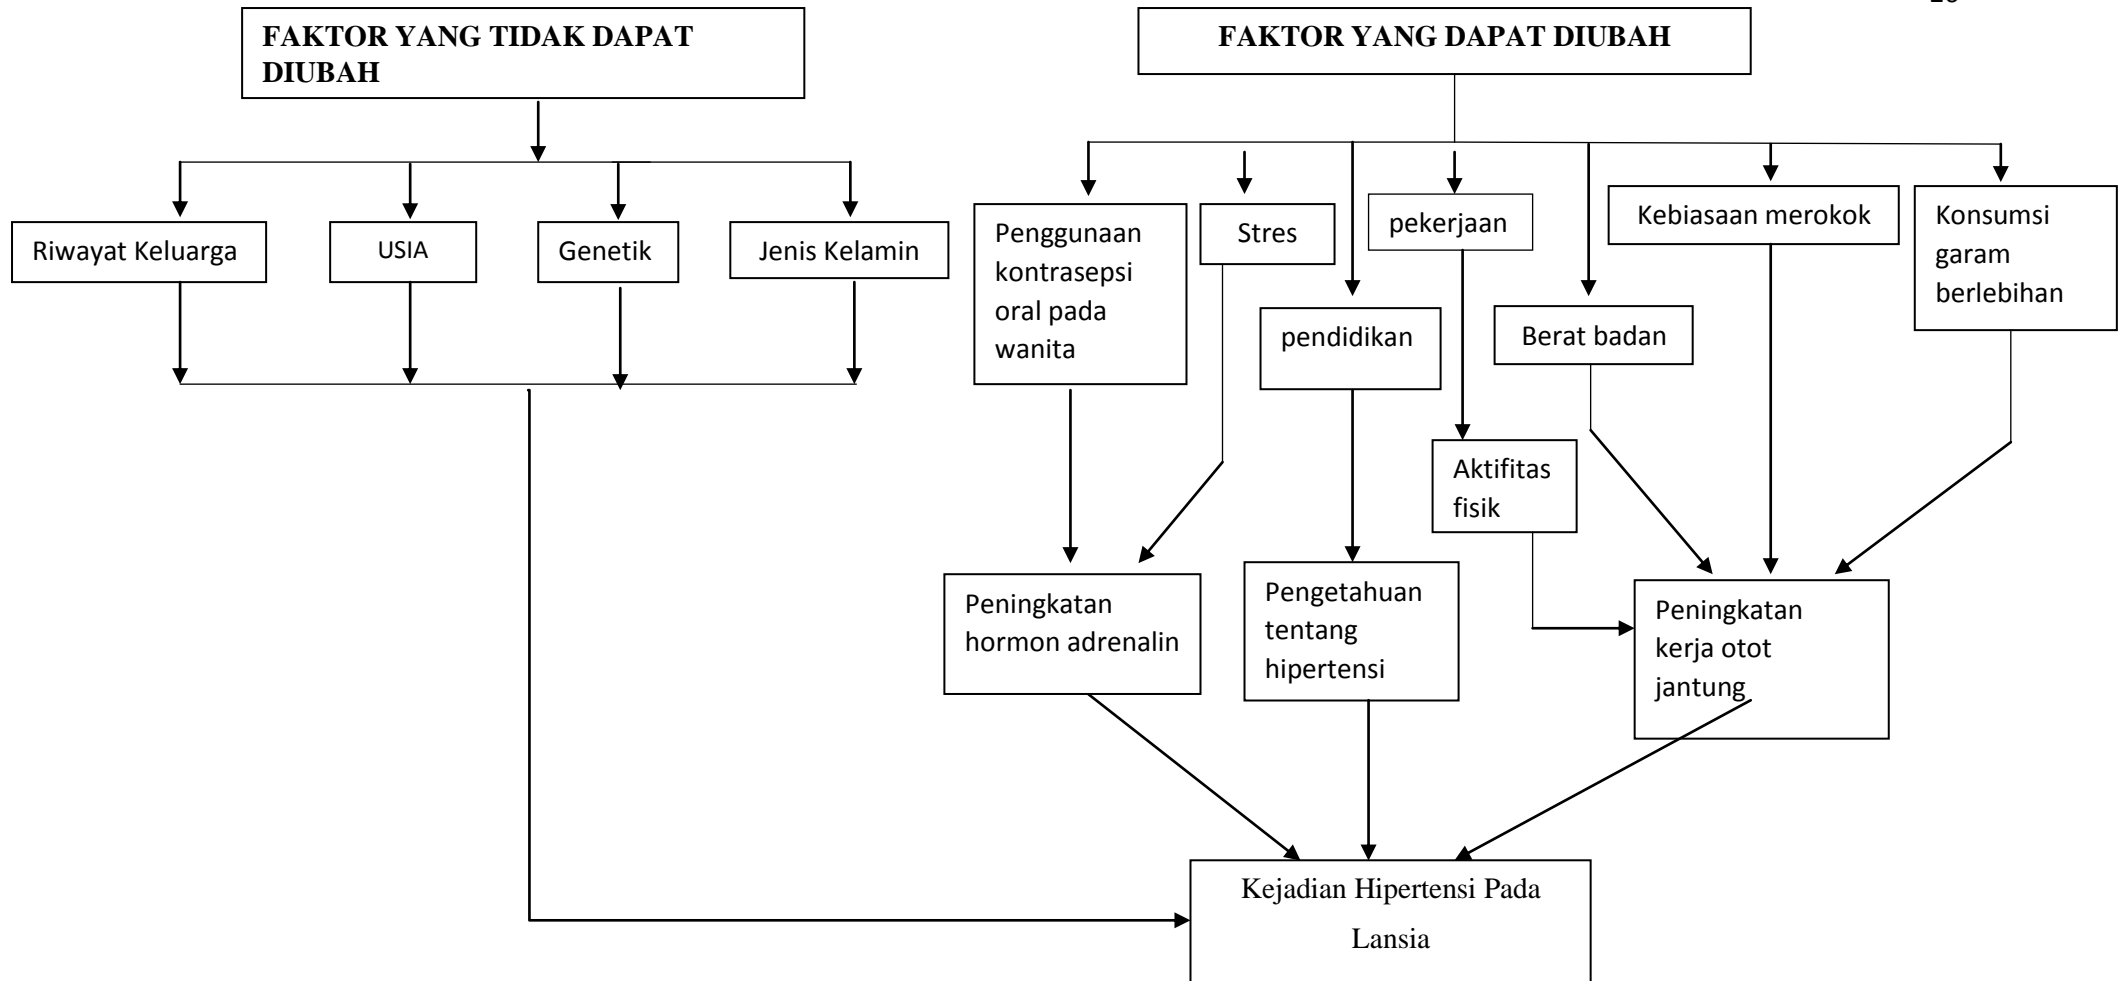 FAKTOR YANG TIDAK DAPAT
DIUBAH
FAKTOR YANG DAPAT DIUBAH
Riwayat Keluarga
USIA
Genetik
Jenis Kelamin
Penggunaan
kontrasepsi
oral pada
wanita
Stres
pekerjaan
Kebiasaan merokok
Konsumsi
garam
berlebihan
pendidikan
Berat badan
Aktifitas
fisik
Peningkatan
hormon adrenalin
Pengetahuan
tentang
hipertensi
Peningkatan
kerja otot
jantung
Kejadian Hipertensi Pada
Lansia